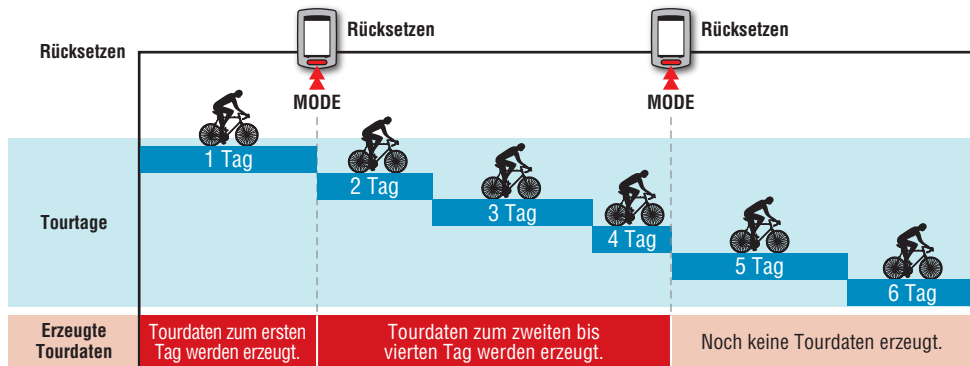 Rücksetzen
Rücksetzen
Rücksetzen
MODE
MODE
Tourtage
1 Tag
2 Tag
3 Tag
4 Tag
5 Tag
6 Tag
Erzeugte
Tourdaten
Tourdaten zum ersten
Tag werden erzeugt.
Tourdaten zum zweiten bis
vierten Tag werden erzeugt.
Noch keine Tourdaten erzeugt.